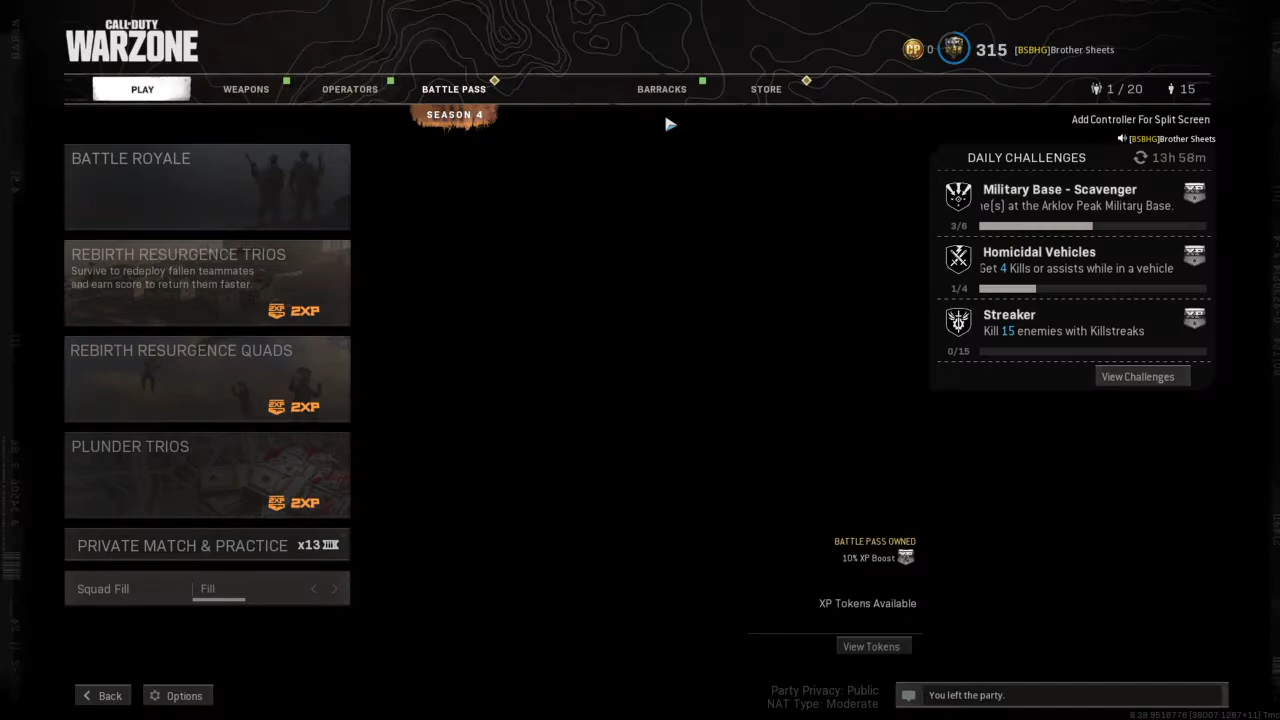 CALL OF DUTY
WARZONE
0
315
[BSBHG]Brother Sheets
PLAY
WEAPONS
OPERATORS
BATTLE PASS
BARRACKS
STORE
1 / 20
15
SEASON 4
Add Controller For Split Screen
[BSBHG]Brother Sheets
BATTLE ROYALE
REBIRTH RESURGENCE TRIOS
Survive to redeploy fallen teammates
and earn score to return them faster.
2XP
REBIRTH RESURGENCE QUADS
2XP
PLUNDER TRIOS
2XP
PRIVATE MATCH & PRACTICE x13
Squad Fill
Fill
DAILY CHALLENGES
13h 58m
Military Base - Scavenger
ne(s) at the Arklov Peak Military Base.
3/6
Homicidal Vehicles
Get 4 Kills or assists while in a vehicle
1/4
Streaker
Kill 15 enemies with Killstreaks
0/15
View Challenges
BATTLE PASS OWNED
10% XP Boost
XP Tokens Available
View Tokens
Back
Options
Party Privacy: Public
NAT Type: Moderate
You left the party.